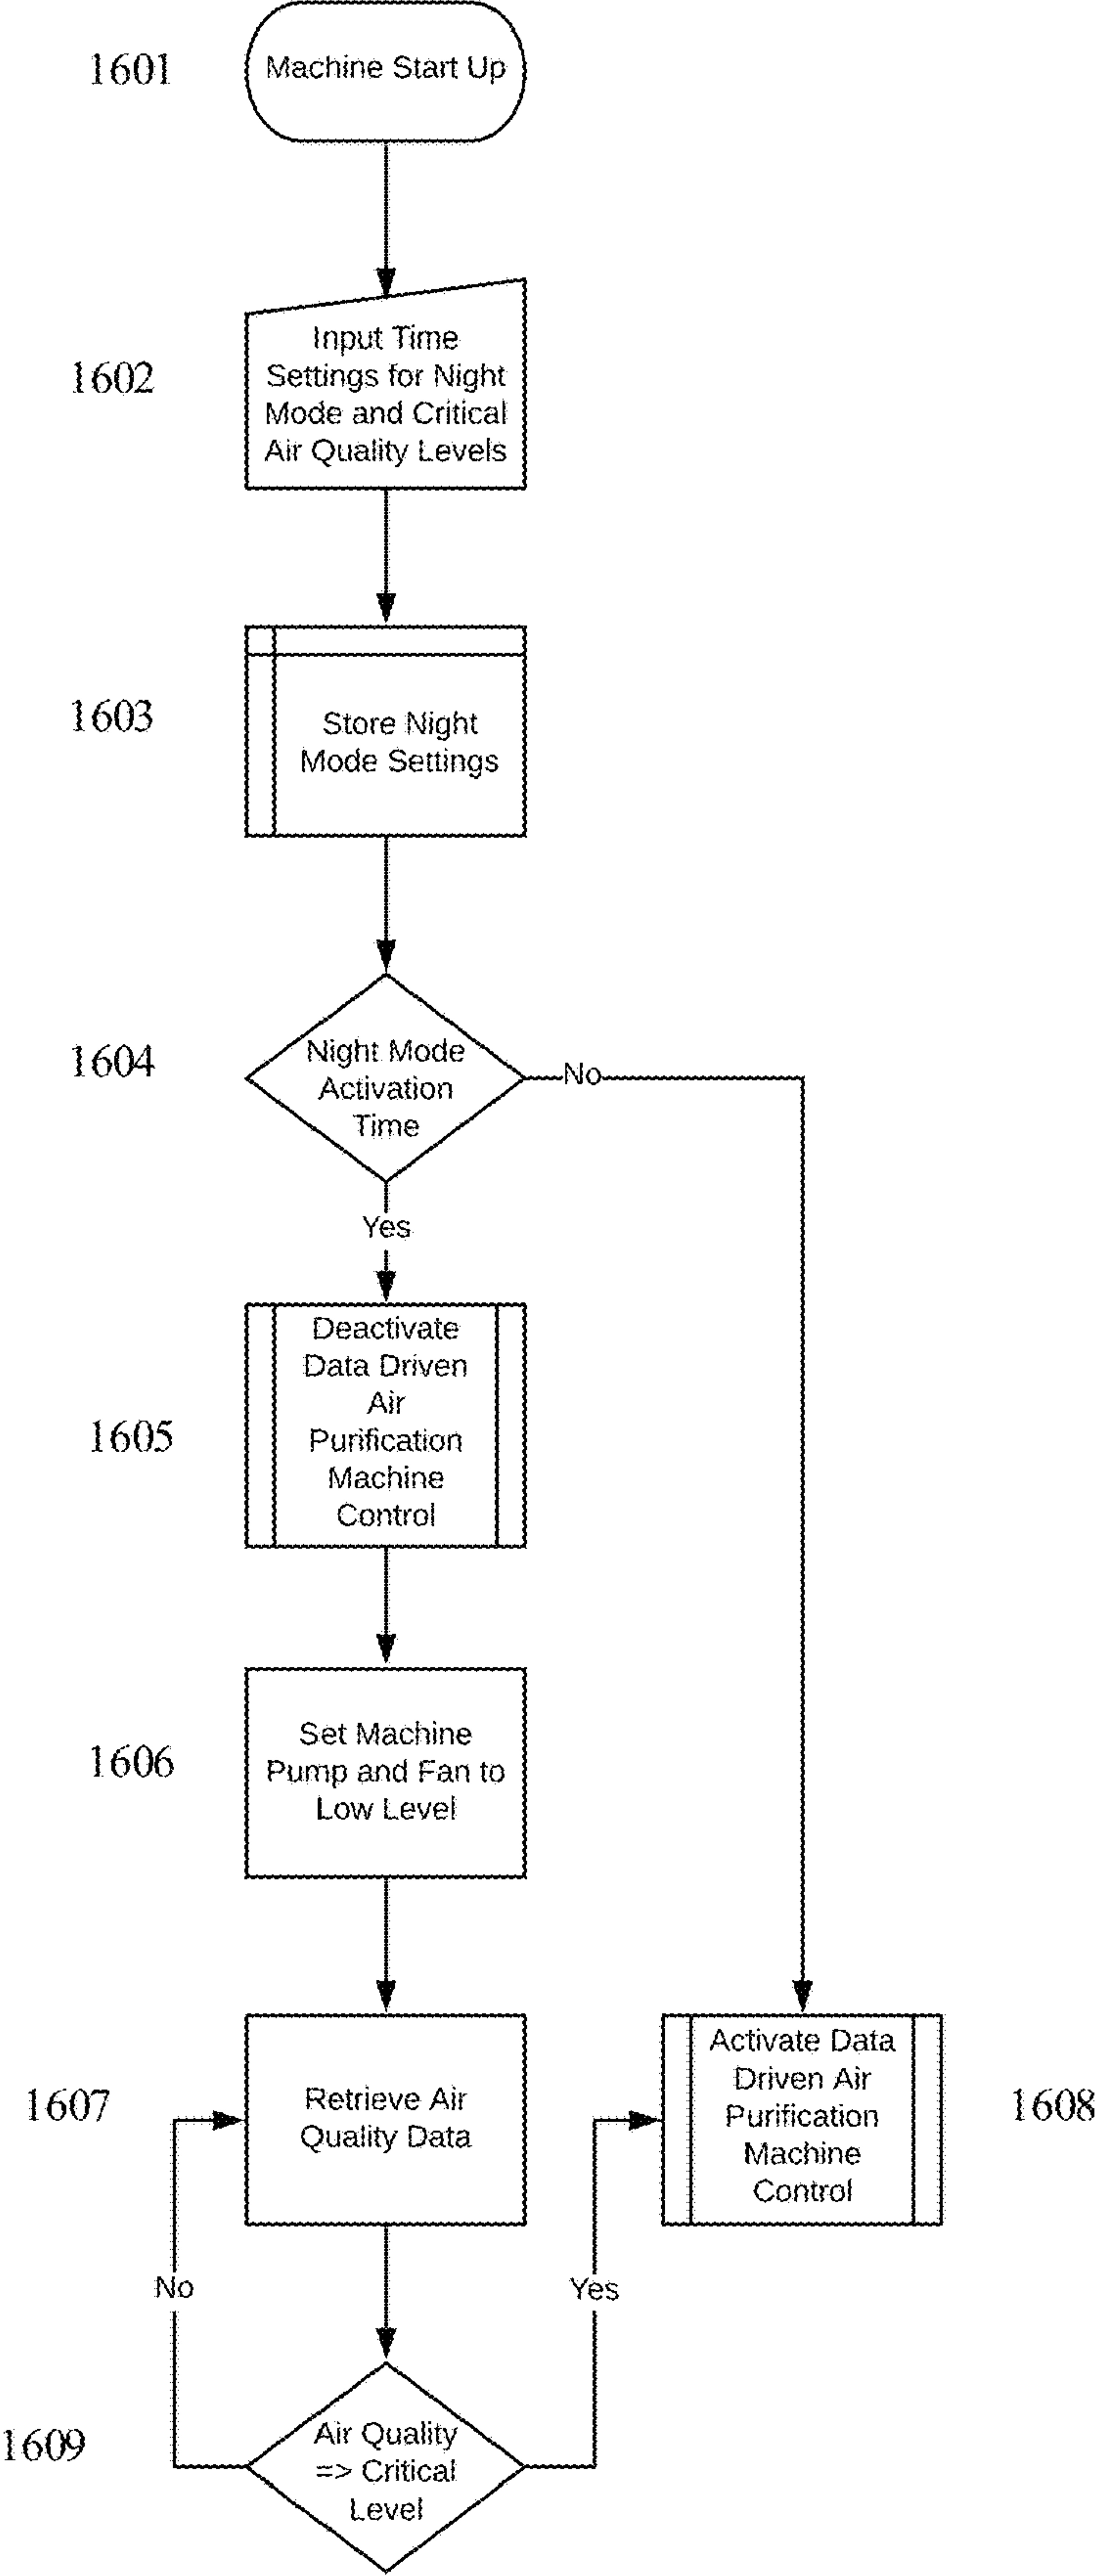 1601
Machine Start Up
1602
Input Time
Settings for Night
Mode and Critical
Air Quality Levels
1603
Store Night
Mode Settings
1604
Night Mode
Activation
Time
No
Yes
1605
Deactivate
Data Driven
Air
Purification
Machine
Control
1606
Set Machine
Pump and Fan to
Low Level
1607
Retrieve Air
Quality Data
Activate Data
Driven Air
Purification
Machine
Control
1608
No
Yes
1609
Air Quality
=> Critical
Level